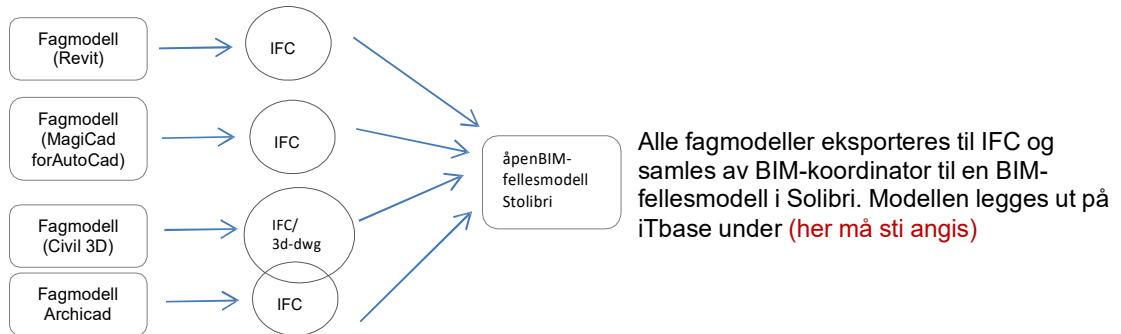 Fagmodell
(Revit)
IFC
Fagmodell
(MagiCad
forAutoCad)
IFC
Fagmodell
(Civil 3D)
IFC/
3d-dwg
Fagmodell
Archicad
IFC
åpenBIM-
fellesmodell
Stolibri
Alle fagmodeller eksporteres til IFC og
samles av BIM-koordinator til en BIM-
fellesmodell i Solibri. Modellen legges ut på
iTbase under (her må sti angis)